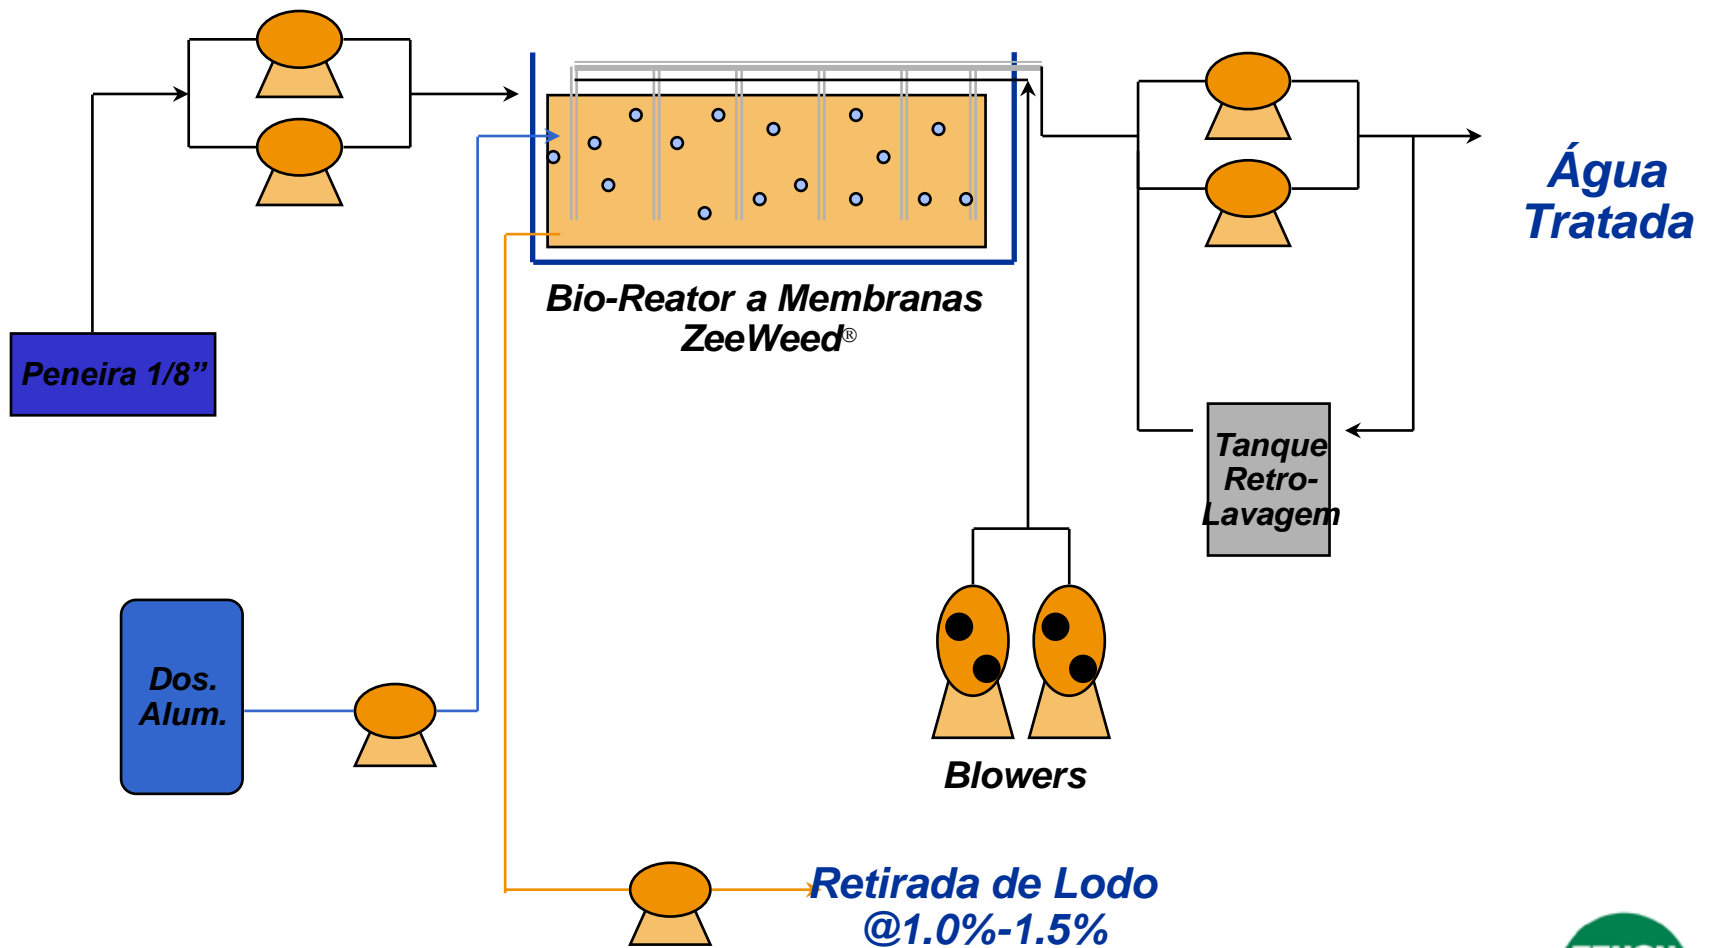 Água
Tratada
Bio-Reator a Membranas
ZeeWeed®
Peneira 1/8”
Tanque
Retro-
Lavagem
Dos.
Alum.
Blowers
Retirada de Lodo
@1.0%-1.5%